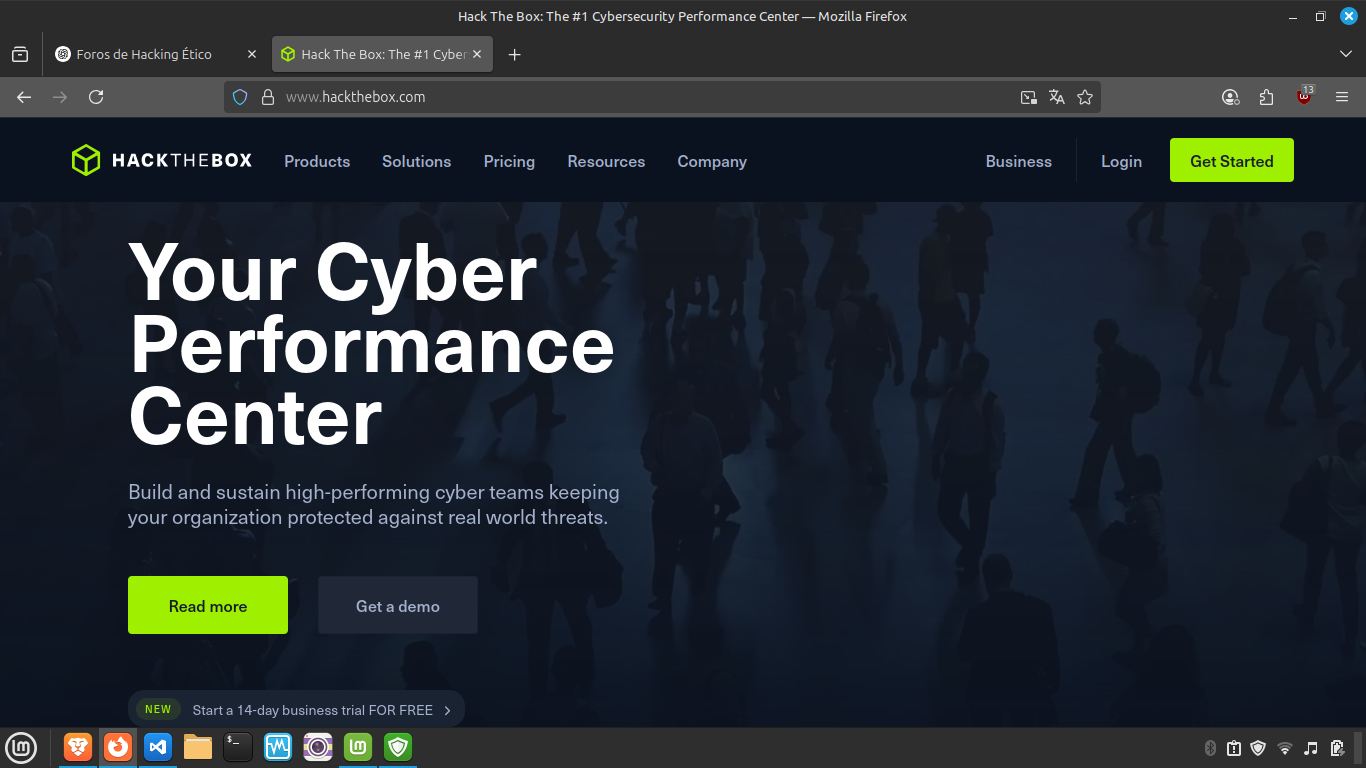 Hack The Box: The #1 Cybersecurity Performance Center — Mozilla Firefox
Foros de Hacking Ético
Hack The Box: The #1 Cyber
www.hackthebox.com
13
HACKTHEBOX
Products
Solutions
Pricing
Resources
Company
Business
Login
Get Started
Your Cyber
Performance
Center
Build and sustain high-performing cyber teams keeping
your organization protected against real world threats.
Read more
Get a demo
NEW
Start a 14-day business trial FOR FREE
$_